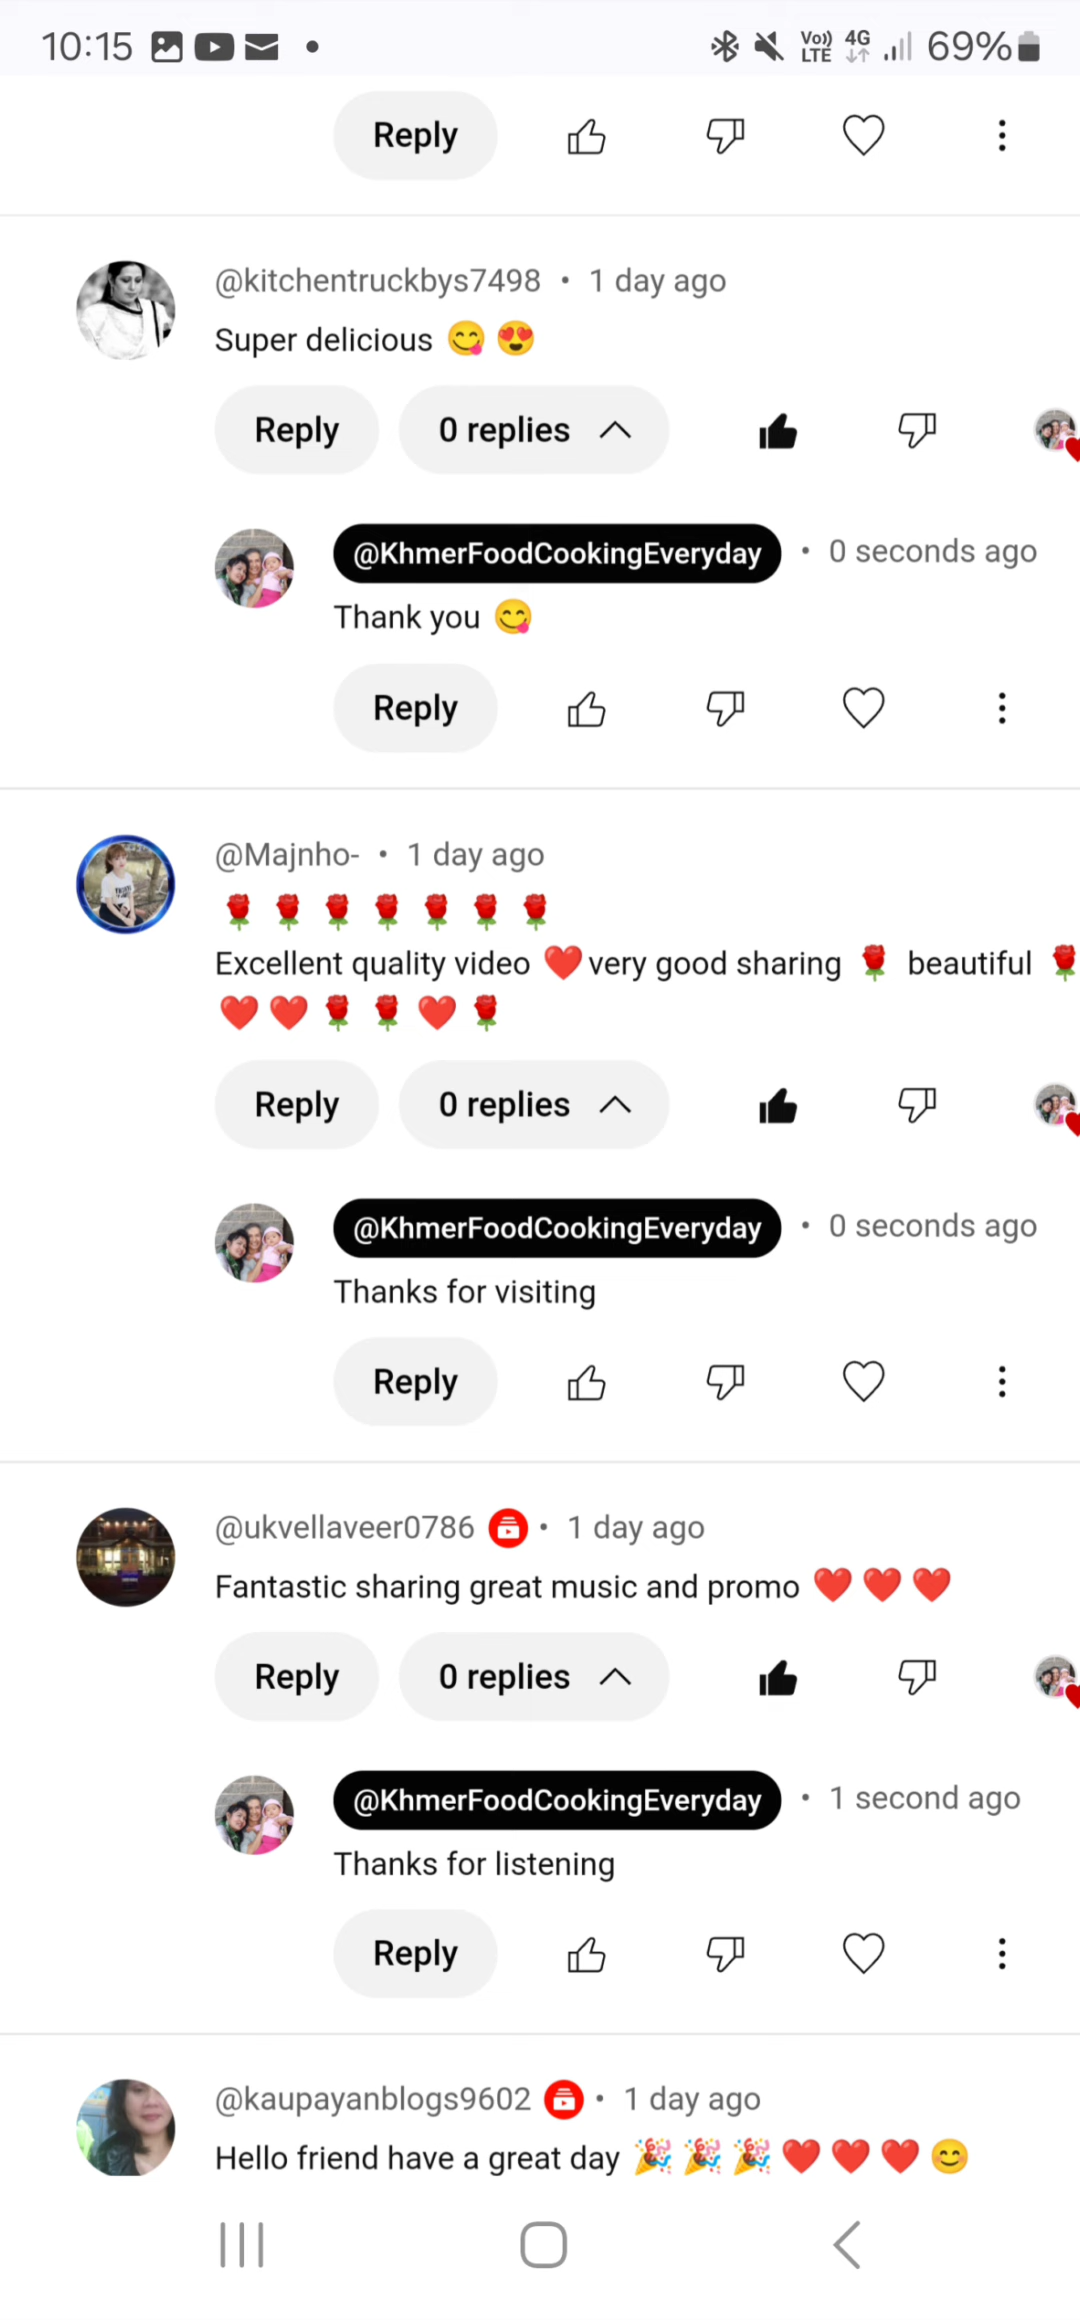 10:15 Vo)) LTE 4G 69%
Reply
@kitchentruckbys7498 • 1 day ago
Super delicious 😋 😍
Reply 0 replies
@KhmerFoodCookingEveryday • 0 seconds ago
Thank you 😋
Reply
@Majnho- • 1 day ago
🌹 🌹 🌹 🌹 🌹 🌹 🌹
Excellent quality video ❤️ very good sharing 🌹 beautiful 🌹
❤️ ❤️ 🌹 🌹 ❤️ 🌹
Reply 0 replies
@KhmerFoodCookingEveryday • 0 seconds ago
Thanks for visiting
Reply
@ukvellaveer0786 • 1 day ago
Fantastic sharing great music and promo ❤️ ❤️ ❤️
Reply 0 replies
@KhmerFoodCookingEveryday • 1 second ago
Thanks for listening
Reply
@kaupayanblogs9602 • 1 day ago
Hello friend have a great day 🎉 🎉 🎉 ❤️ ❤️ ❤️ 😊